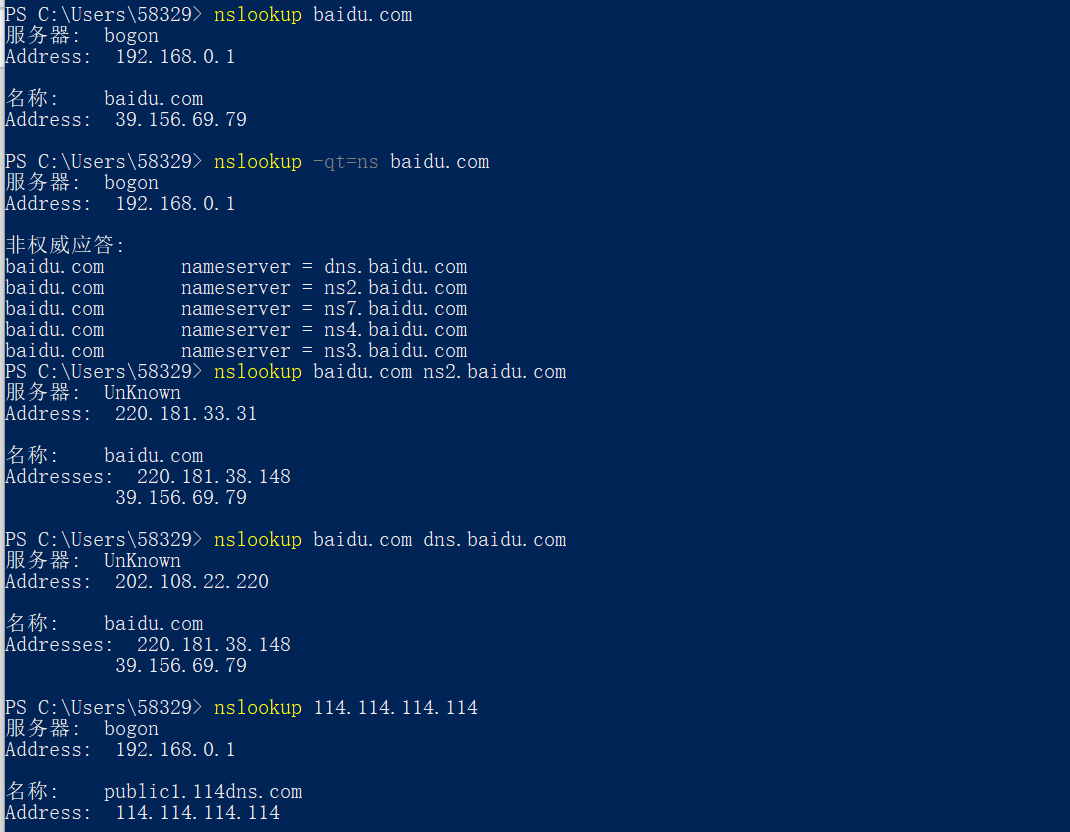 PS C:\Users\58329> nslookup baidu.com
服务器:  bogon
Address:  192.168.0.1
名称:    baidu.com
Address:  39.156.69.79
PS C:\Users\58329> nslookup -qt=ns baidu.com
服务器:  bogon
Address:  192.168.0.1
非权威应答:
baidu.com       nameserver = dns.baidu.com
baidu.com       nameserver = ns2.baidu.com
baidu.com       nameserver = ns7.baidu.com
baidu.com       nameserver = ns4.baidu.com
baidu.com       nameserver = ns3.baidu.com
PS C:\Users\58329> nslookup baidu.com ns2.baidu.com
服务器:  UnKnown
Address:  220.181.33.31
名称:    baidu.com
Addresses:  220.181.38.148
          39.156.69.79
PS C:\Users\58329> nslookup baidu.com dns.baidu.com
服务器:  UnKnown
Address:  202.108.22.220
名称:    baidu.com
Addresses:  220.181.38.148
          39.156.69.79
PS C:\Users\58329> nslookup 114.114.114.114
服务器:  bogon
Address:  192.168.0.1
名称:    public1.114dns.com
Address:  114.114.114.114